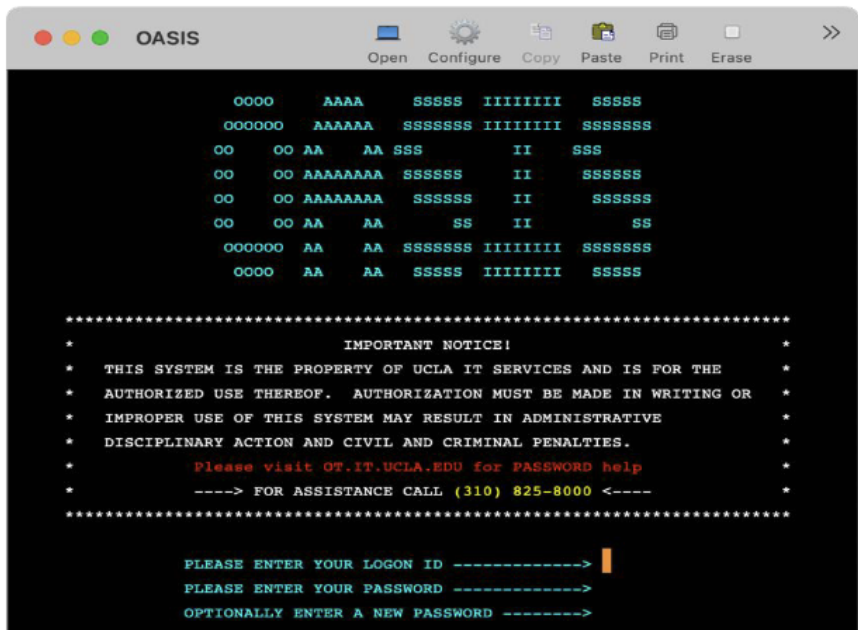 OASIS
Open Configure Copy Paste Print Erase
OOOO AAAA SSSSS IIIIIIII SSSSS
OOOOOO AAAAAA SSSSSSS IIIIIIII SSSSSSS
OO OO AA AA SSS II SSS
OO OO AAAAAAAA SSSSSS II SSSSSS
OO OO AAAAAAAA SSSSSS II SSSSSS
OO OO AA AA SS II SS
OOOOOO AA AA SSSSSSS IIIIIIII SSSSSSS
OOOO AA AA SSSSS IIIIIIII SSSSS
*************************************************************************
* IMPORTANT NOTICE! *
* THIS SYSTEM IS THE PROPERTY OF UCLA IT SERVICES AND IS FOR THE *
* AUTHORIZED USE THEREOF. AUTHORIZATION MUST BE MADE IN WRITING OR *
* IMPROPER USE OF THIS SYSTEM MAY RESULT IN ADMINISTRATIVE *
* DISCIPLINARY ACTION AND CIVIL AND CRIMINAL PENALTIES. *
* Please visit OT.IT.UCLA.EDU for PASSWORD help *
* ----> FOR ASSISTANCE CALL (310) 825-8000 <---- *
*************************************************************************
PLEASE ENTER YOUR LOGON ID ------------->
PLEASE ENTER YOUR PASSWORD ------------->
OPTIONALLY ENTER A NEW PASSWORD -------->